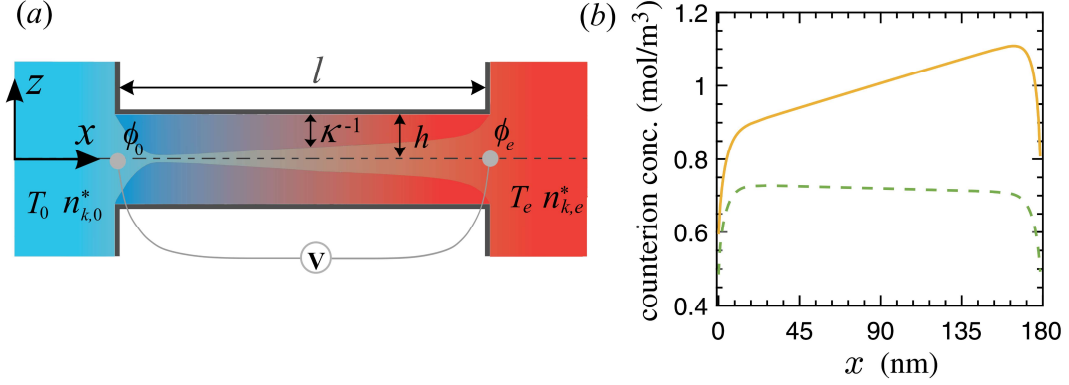 (a)
z
x
l
κ⁻¹
h
ϕ₀
ϕₑ
T₀ n*ₖ,₀
Tₑ n*ₖ,ₑ
V
(b)
counterion conc. (mol/m³)
1.2
1
0.8
0.6
0.4
0 45 90 135 180
x (nm)